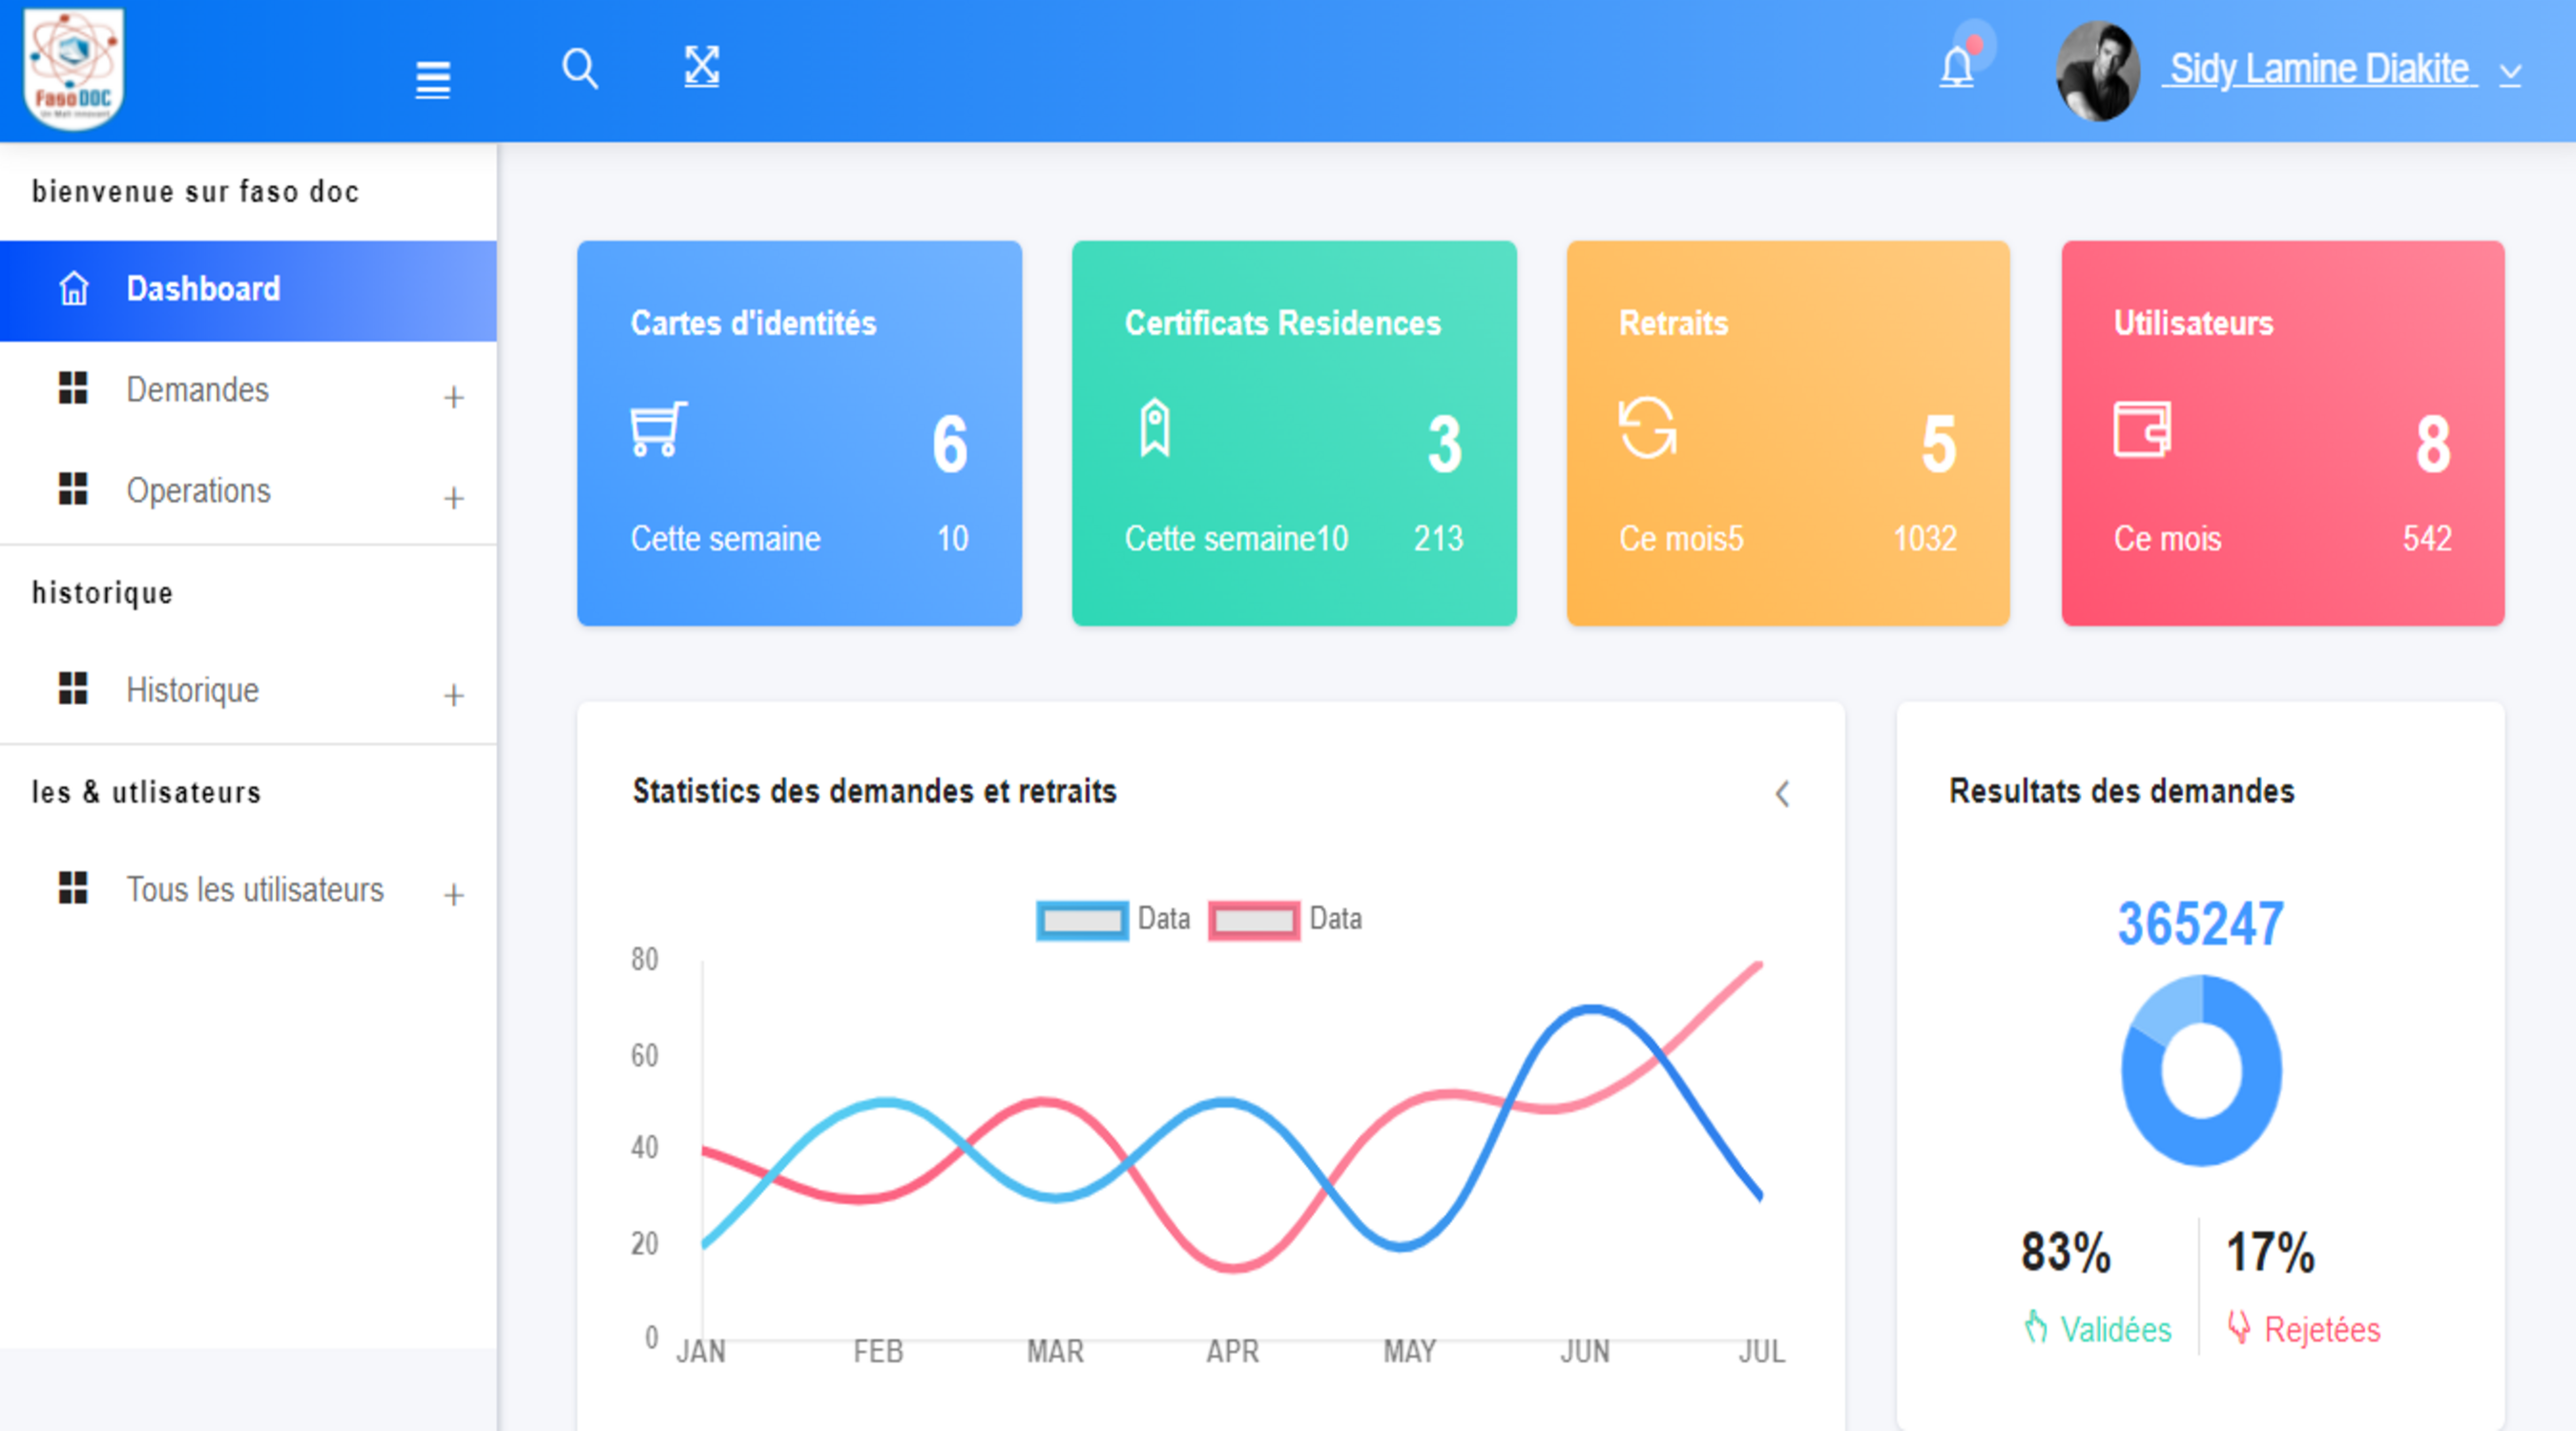 FasoDOC
Sidy Lamine Diakite
bienvenue sur faso doc
Dashboard
Demandes
Operations
historique
Historique
les & utlisateurs
Tous les utilisateurs
Cartes d'identités
6
Cette semaine 10
Certificats Residences
3
Cette semaine10 213
Retraits
5
Ce mois5 1032
Utilisateurs
8
Ce mois 542
Statistics des demandes et retraits
Data Data
80
60
40
20
0
JAN FEB MAR APR MAY JUN JUL
Resultats des demandes
365247
83% 17%
Validées Rejetées